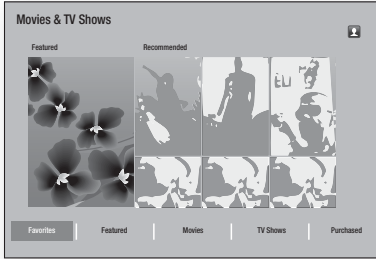 Movies & TV Shows
Featured Recommended
Favorites Featured Movies TV Shows Purchased